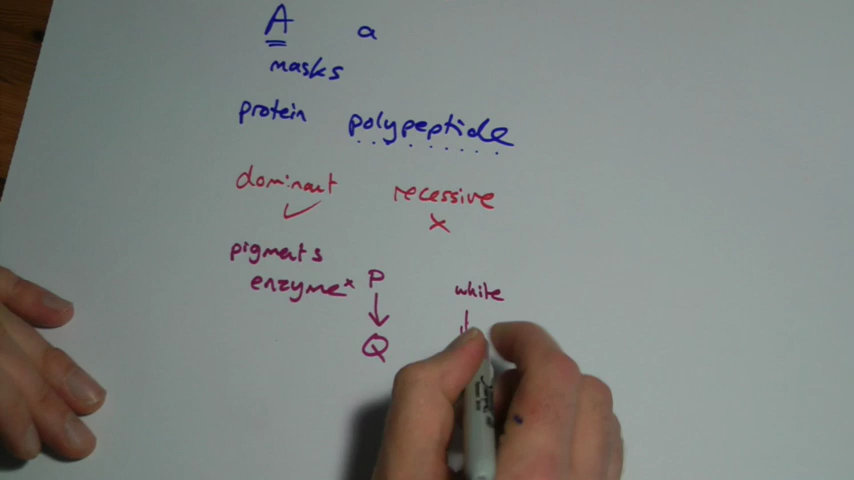 A a
masks
protein polypeptide
dominant recessive
pigments
enzyme* P white
Q